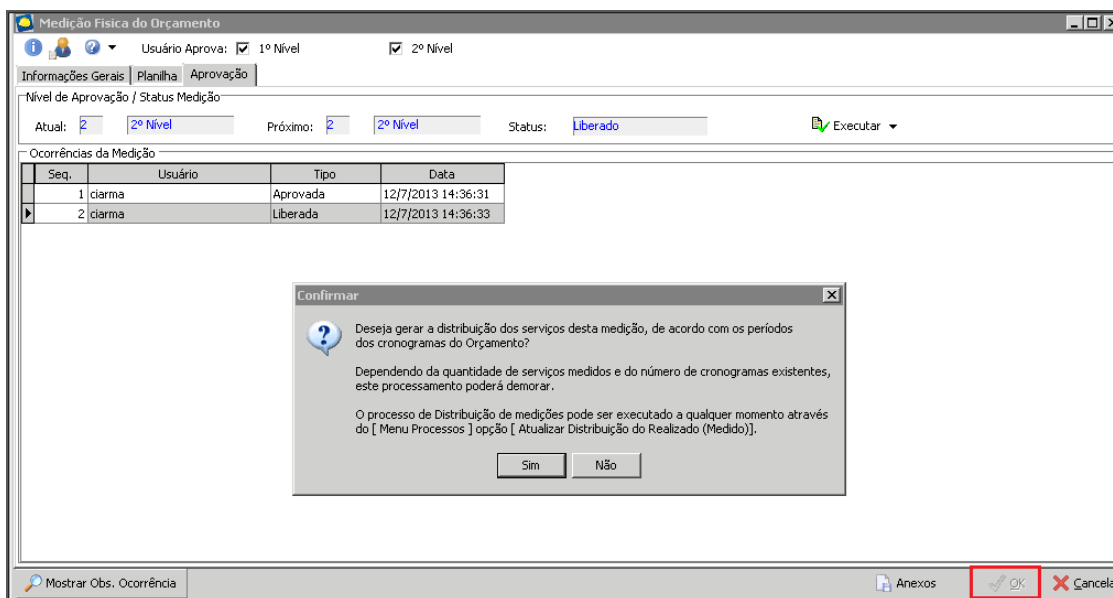 Medição Fisica do Orçamento
Usuário Aprova: 1º Nível 2º Nível
Informações Gerais Planilha Aprovação
Nível de Aprovação / Status Medição
Atual: 2 2º Nível Próximo: 2 2º Nível Status: Liberado Executar
Ocorrências da Medição
Seq. Usuário Tipo Data
1 ciarma Aprovada 12/7/2013 14:36:31
2 ciarma Liberada 12/7/2013 14:36:33
Confirmar
Deseja gerar a distribuição dos serviços desta medição, de acordo com os períodos
dos cronogramas do Orçamento?
Dependendo da quantidade de serviços medidos e do número de cronogramas existentes,
este processamento poderá demorar.
O processo de Distribuição de medições pode ser executado a qualquer momento através
do [ Menu Processos ] opção [ Atualizar Distribuição do Realizado (Medido)].
Sim Não
Mostrar Obs. Ocorrência Anexos OK Cancela